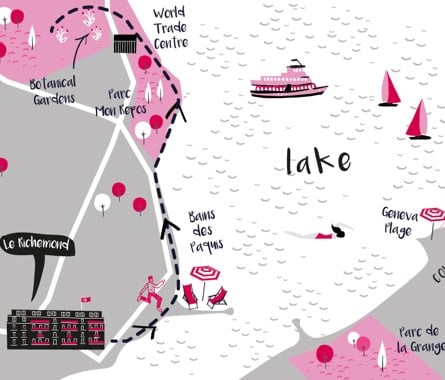 World
Trade
Centre
Botanical
Gardens
Parc
Mon Repos
lake
Bains
des
Paquis
Geneva
Plage
Le Richemond
Parc de
la Grange